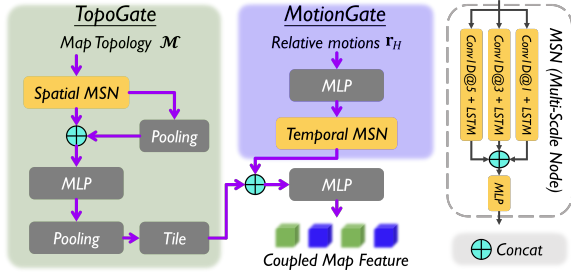 TopoGate
Map Topology 𝓜
Spatial MSN
Pooling
MLP
Pooling
Tile
MotionGate
Relative motions r_H
MLP
Temporal MSN
MLP
Coupled Map Feature
Conv1D@5 + LSTM
Conv1D@3 + LSTM
Conv1D@1 + LSTM
MLP
MSN (Multi-Scale Node)
Concat